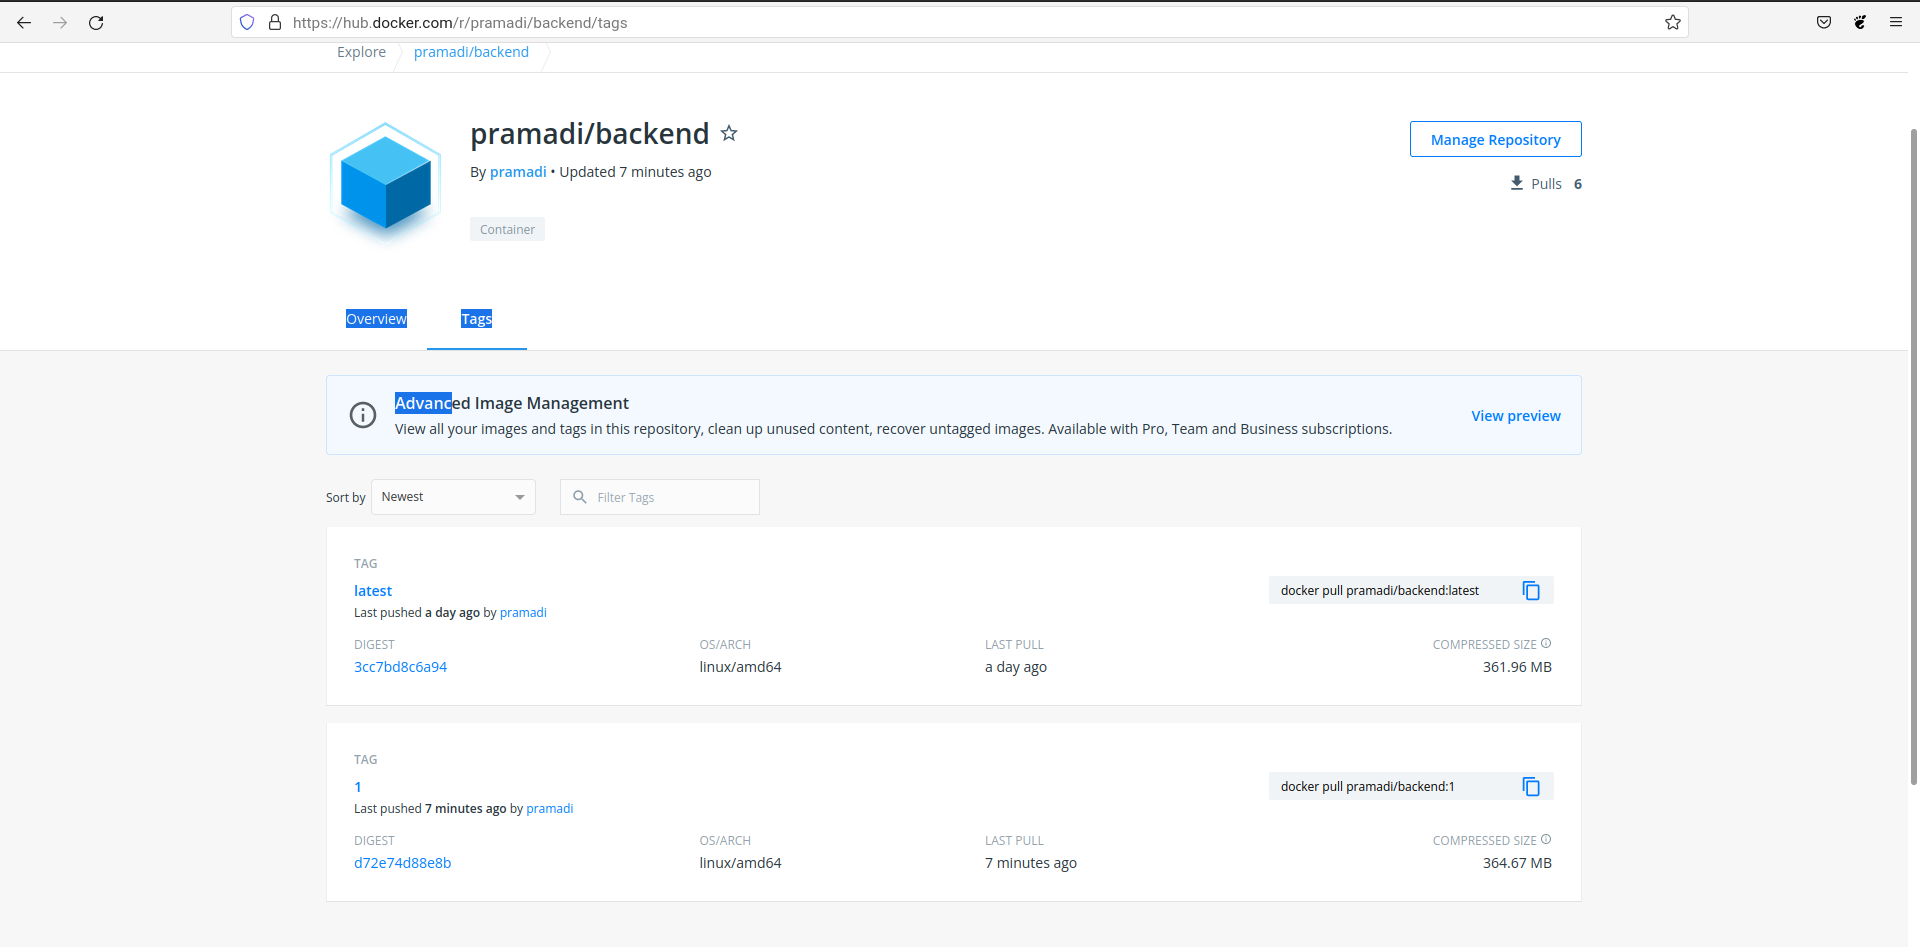 https://hub.docker.com/r/pramadi/backend/tags
Explore pramadi/backend
pramadi/backend
Manage Repository
By pramadi • Updated 7 minutes ago
Pulls 6
Container
Overview Tags
Advanced Image Management
View all your images and tags in this repository, clean up unused content, recover untagged images. Available with Pro, Team and Business subscriptions.
View preview
Sort by Newest Filter Tags
TAG
latest
docker pull pramadi/backend:latest
Last pushed a day ago by pramadi
DIGEST OS/ARCH LAST PULL COMPRESSED SIZE
3cc7bd8c6a94 linux/amd64 a day ago 361.96 MB
TAG
1
docker pull pramadi/backend:1
Last pushed 7 minutes ago by pramadi
DIGEST OS/ARCH LAST PULL COMPRESSED SIZE
d72e74d88e8b linux/amd64 7 minutes ago 364.67 MB